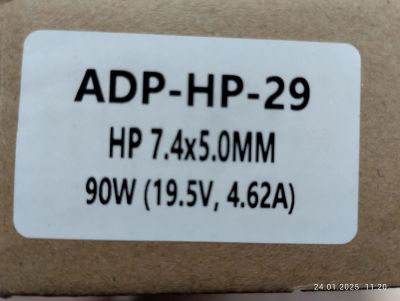 ADP-HP-29
HP 7.4x5.0MM
90W (19.5V, 4.62A)
24.01.2025 11:20